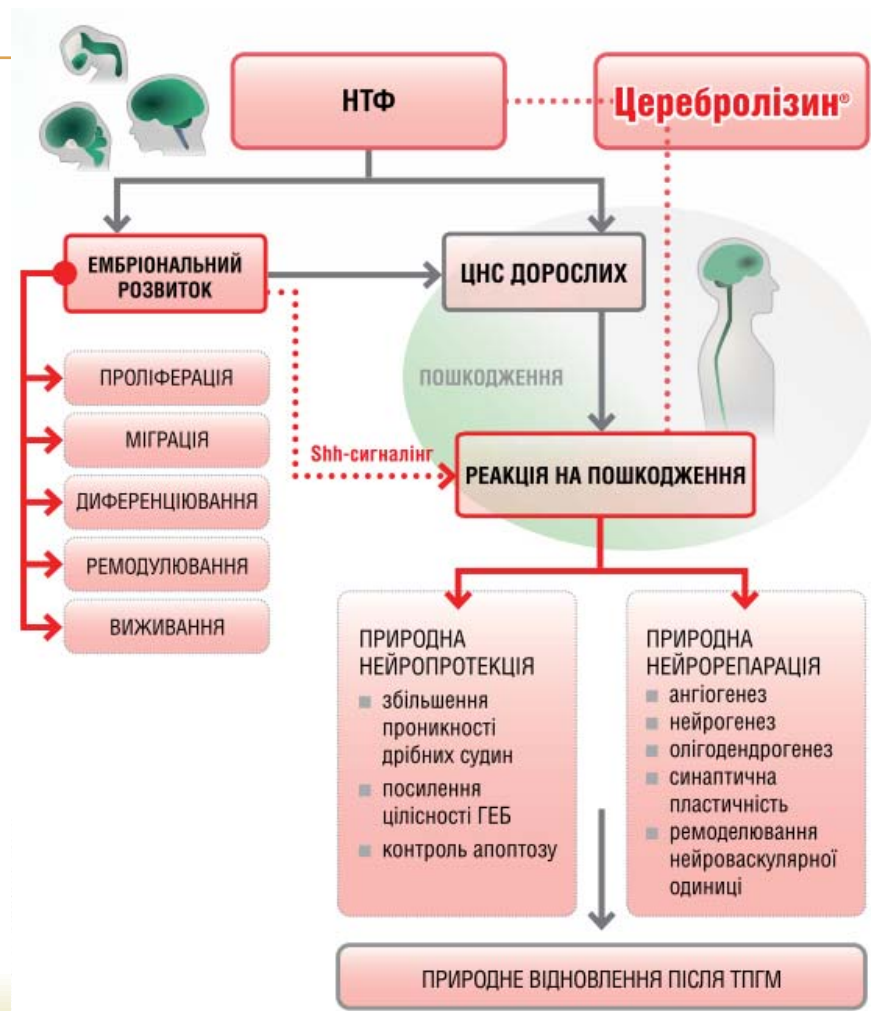 НТФ
Церебролізин®
ЕМБРІОНАЛЬНИЙ
РОЗВИТОК
ЦНС ДОРОСЛИХ
ПРОЛІФЕРАЦІЯ
МІГРАЦІЯ
ДИФЕРЕНЦІЮВАННЯ
РЕМОДУЛЮВАННЯ
ВИЖИВАННЯ
ПОШКОДЖЕННЯ
Shh-сигналінг
РЕАКЦІЯ НА ПОШКОДЖЕННЯ
ПРИРОДНА
НЕЙРОПРОТЕКЦІЯ
збільшення
проникності
дрібних судин
посилення
цілісності ГЕБ
контроль апоптозу
ПРИРОДНА
НЕЙРОРЕПАРАЦІЯ
ангіогенез
нейрогенез
олігодендрогенез
синаптична
пластичність
ремоделювання
нейроваскулярної
одиниці
ПРИРОДНЕ ВІДНОВЛЕННЯ ПІСЛЯ ТПГМ